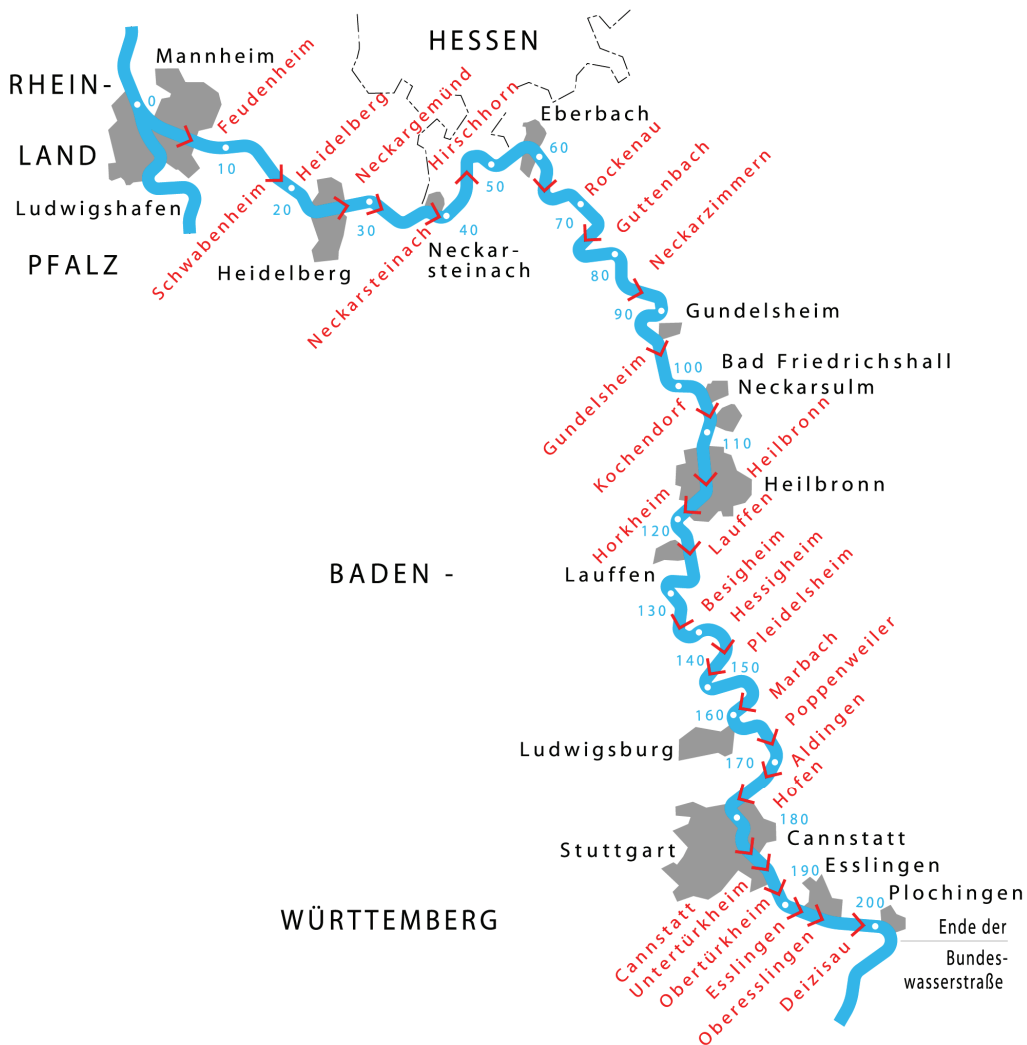 HESSEN
Mannheim
RHEIN-
Feudenheim
Heidelberg
Neckargemünd
Hirschhorn
Eberbach
0
10
LAND
60
Rockenau
50
Guttenbach
Neckarzimmern
Ludwigshafen
Schwabenheim
20
30
40
70
PFALZ
Heidelberg
Neckarsteinach
Neckar-
steinach
80
90
Gundelsheim
Gundelsheim
100
Bad Friedrichshall
Neckarsulm
Kochendorf
Heilbronn
110
Heilbronn
Horkheim
120
Lauffen
Lauffen
BADEN -
Besigheim
Hessigheim
Pleidelsheim
130
140
150
Marbach
Poppenweiler
160
Ludwigsburg
170
Aldingen
Hofen
180
Cannstatt
Stuttgart
190
Esslingen
200
Plochingen
WÜRTTEMBERG
Cannstatt
Untertürkheim
Obertürkheim
Esslingen
Oberesslingen
Deizisau
Ende der
Bundes-
wasserstraße